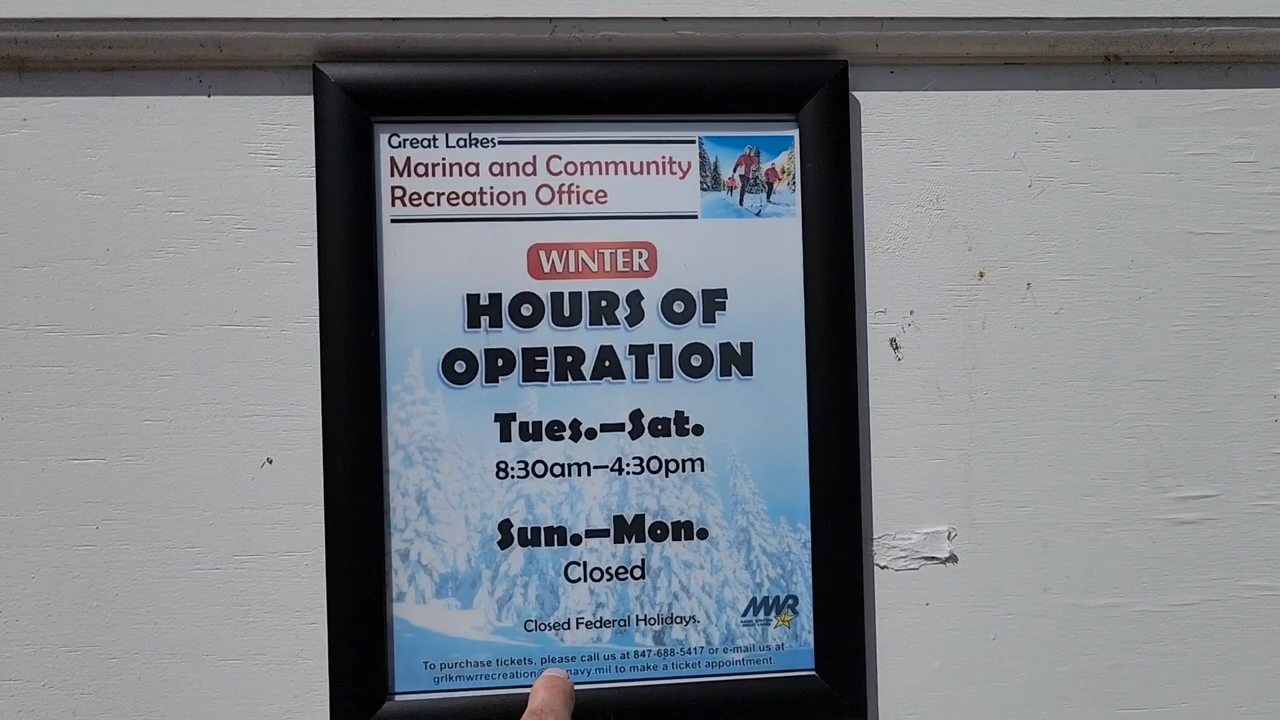 Great Lakes
Marina and Community
Recreation Office
WINTER
HOURS OF
OPERATION
Tues.—Sat.
8:30am—4:30pm
Sun.—Mon.
Closed
Closed Federal Holidays.
MWR
To purchase tickets, please call us at 847-688-5417 or e-mail us at
to make a ticket appointment.